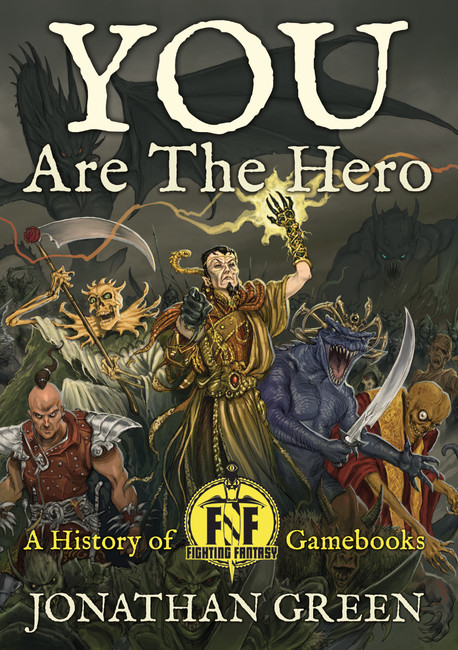 YOU
Are The Hero
A History of FF Gamebooks
FIGHTING FANTASY
JONATHAN GREEN